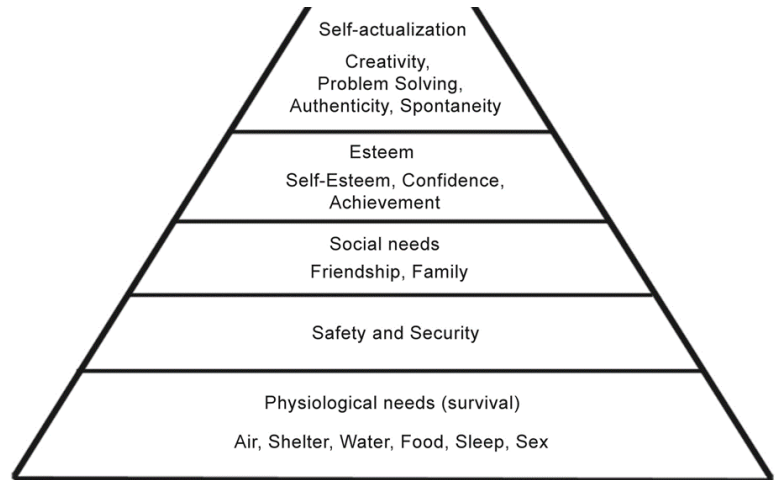 Self-actualization
Creativity,
Problem Solving,
Authenticity, Spontaneity
Esteem
Self-Esteem, Confidence,
Achievement
Social needs
Friendship, Family
Safety and Security
Physiological needs (survival)
Air, Shelter, Water, Food, Sleep, Sex